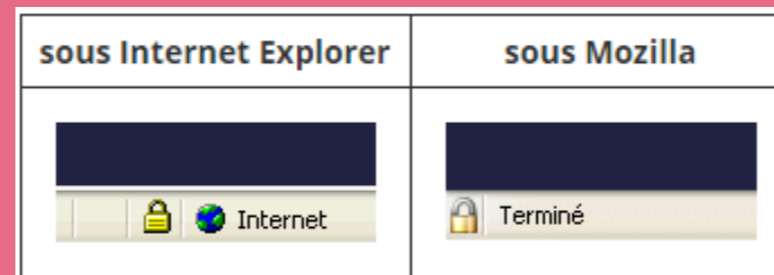 sous Internet Explorer
sous Mozilla
Internet
Terminé